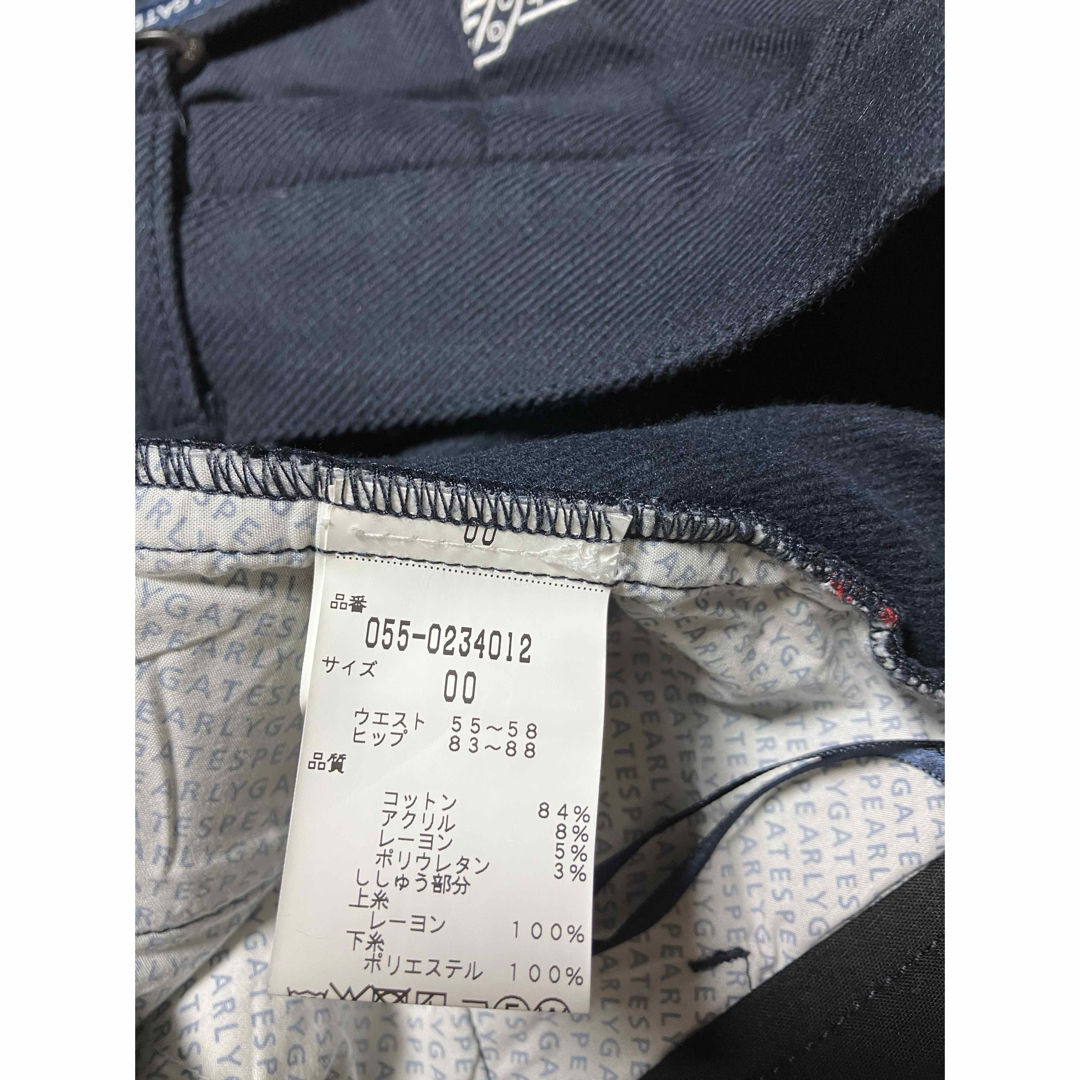 00
品番
055-0234012
サイズ
00
ウエスト 55～58
ヒップ 83～88
品質
コットン 84%
アクリル 8%
レーヨン 5%
ポリウレタン 3%
ししゅう部分
上糸
レーヨン 100%
下糸
ポリエステル 100%
PEARLYGATES